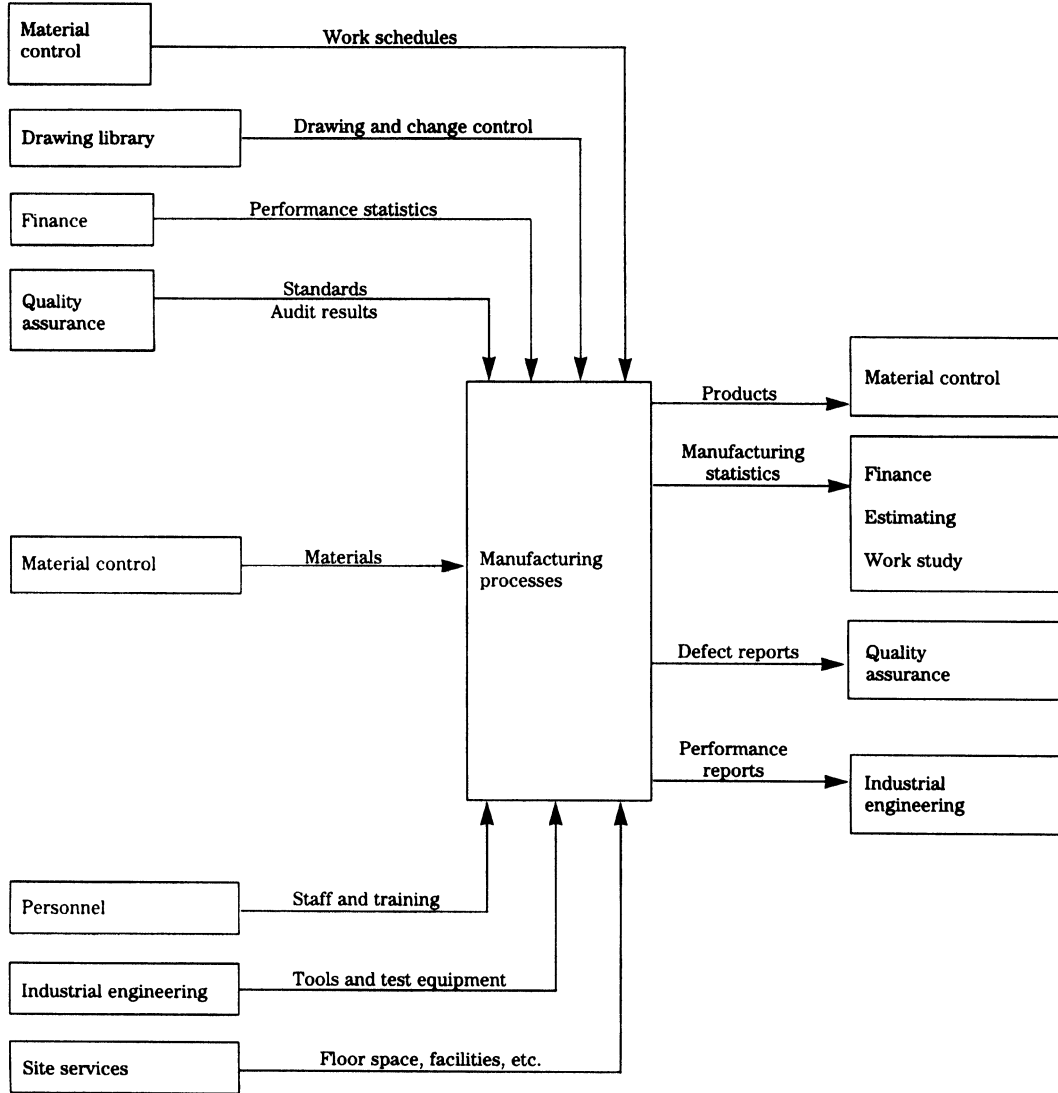 Material
control
Work schedules
Drawing library
Drawing and change control
Finance
Performance statistics
Quality
assurance
Standards
Audit results
Material control
Materials
Manufacturing
processes
Products
Material control
Manufacturing
statistics
Finance
Estimating
Work study
Defect reports
Quality
assurance
Performance
reports
Industrial
engineering
Personnel
Staff and training
Industrial engineering
Tools and test equipment
Site services
Floor space, facilities, etc.